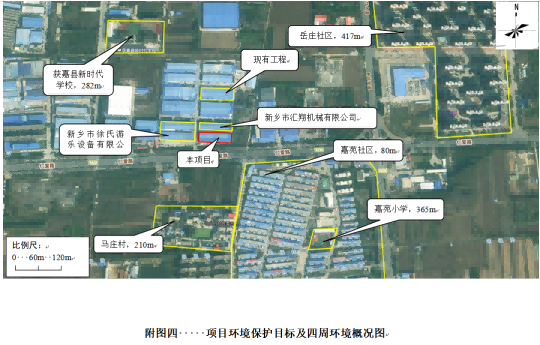 N
岳庄社区，417m
获嘉县新时代
学校，282m
现有工程
新乡市汇翔机械有限公司
新乡市徐氏游
乐设备有限公
本项目
嘉苑社区，80m
嘉苑小学，365m
马庄村，210m
比例尺：
0···60m··120m
附图四·····项目环境保护目标及四周环境概况图